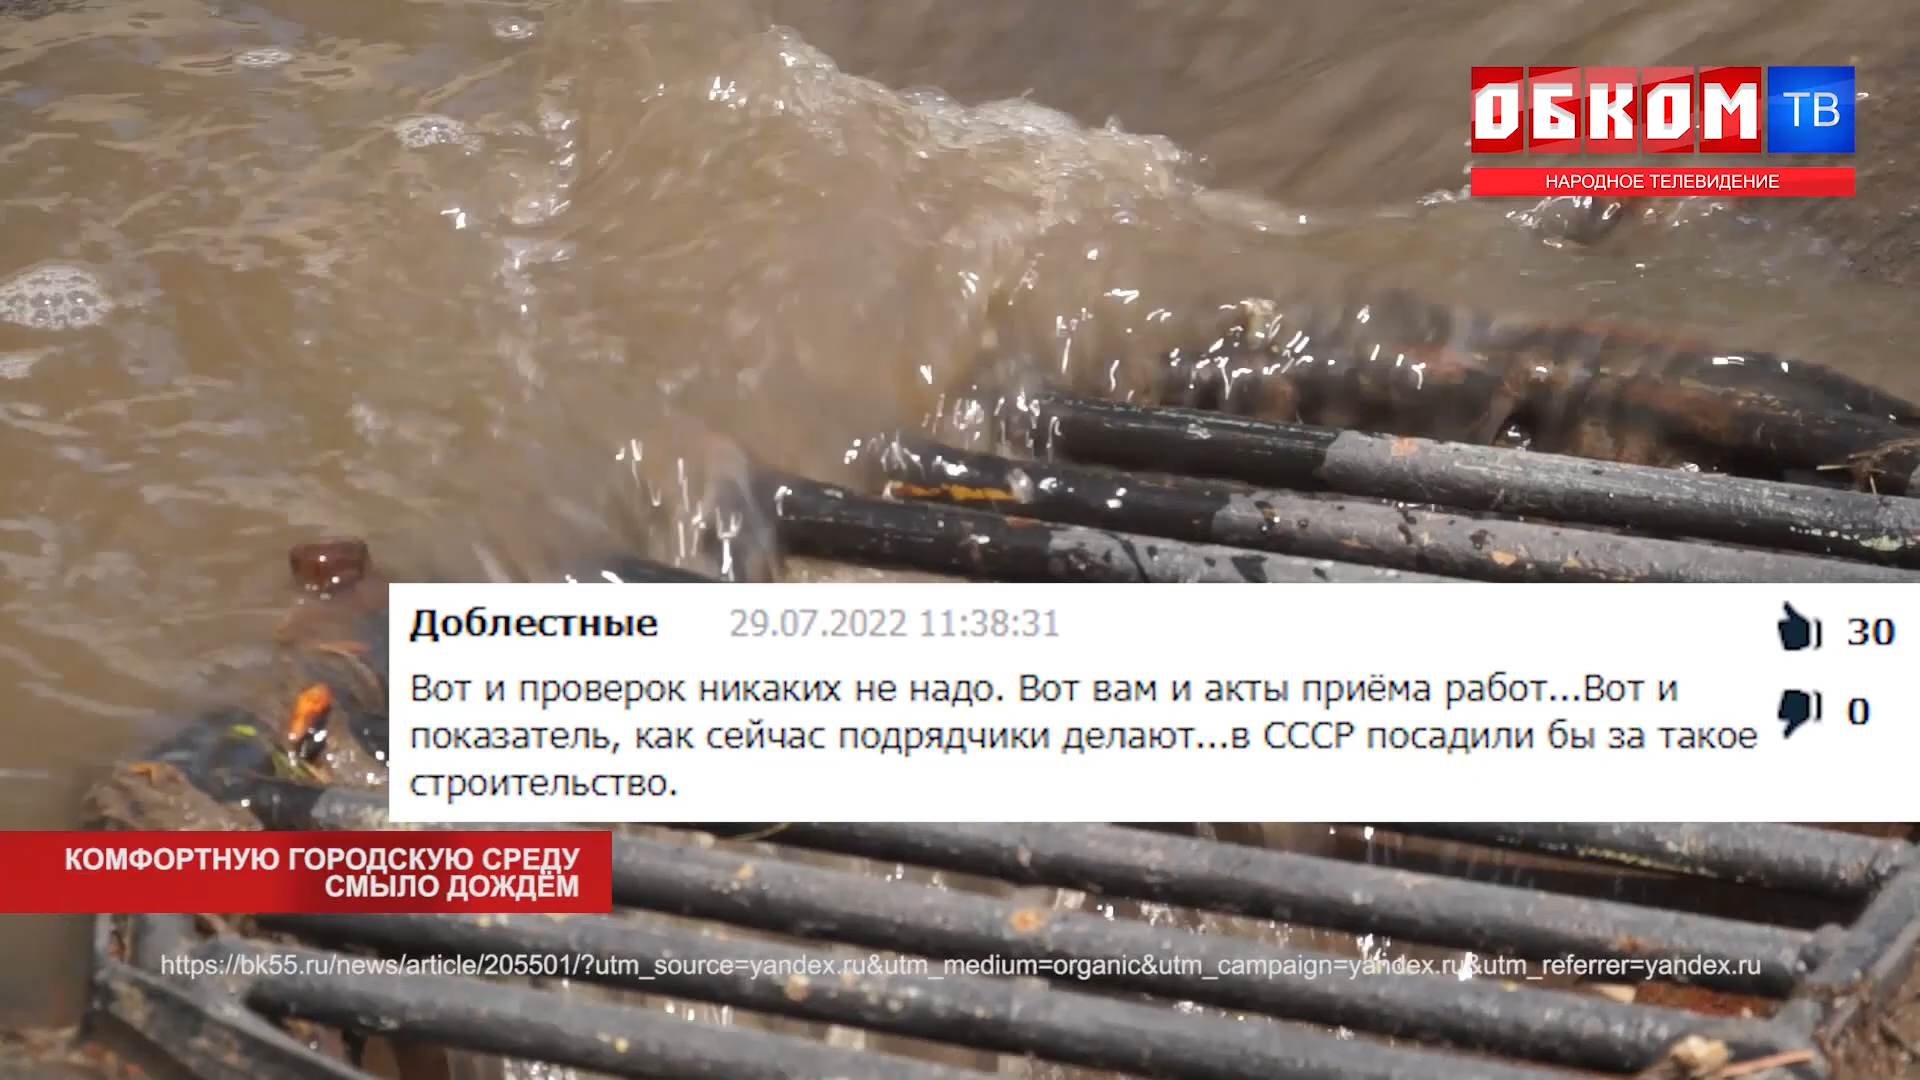 ОБКОМ ТВ
НАРОДНОЕ ТЕЛЕВИДЕНИЕ
Доблестные 29.07.2022 11:38:31 30
Вот и проверок никаких не надо. Вот вам и акты приёма работ...Вот и
показатель, как сейчас подрядчики делают...в СССР посадили бы за такое
строительство.
0
КОМФОРТНУЮ ГОРОДСКУЮ СРЕДУ
СМЫЛО ДОЖДЁМ
https://bk55.ru/news/article/205501/?utm_source=yandex.ru&utm_medium=organic&utm_campaign=yandex.ru&utm_referrer=yandex.ru